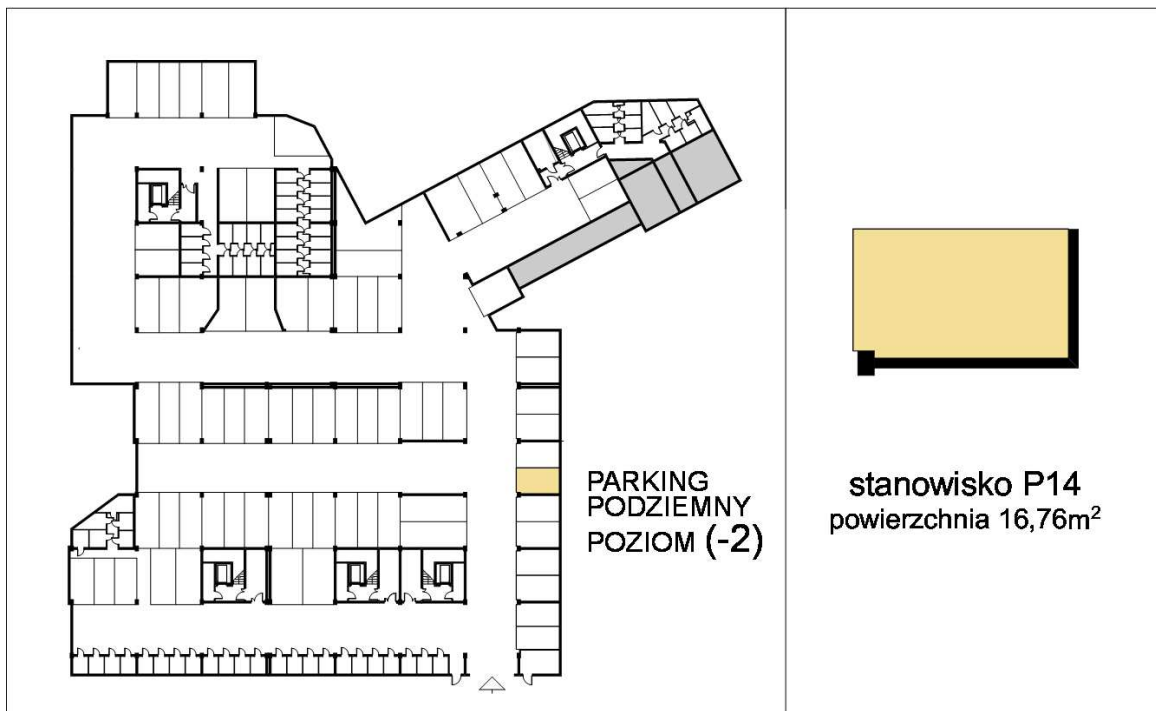 PARKING
PODZIEMNY
POZIOM (-2)
stanowisko P14
powierzchnia 16,76m²